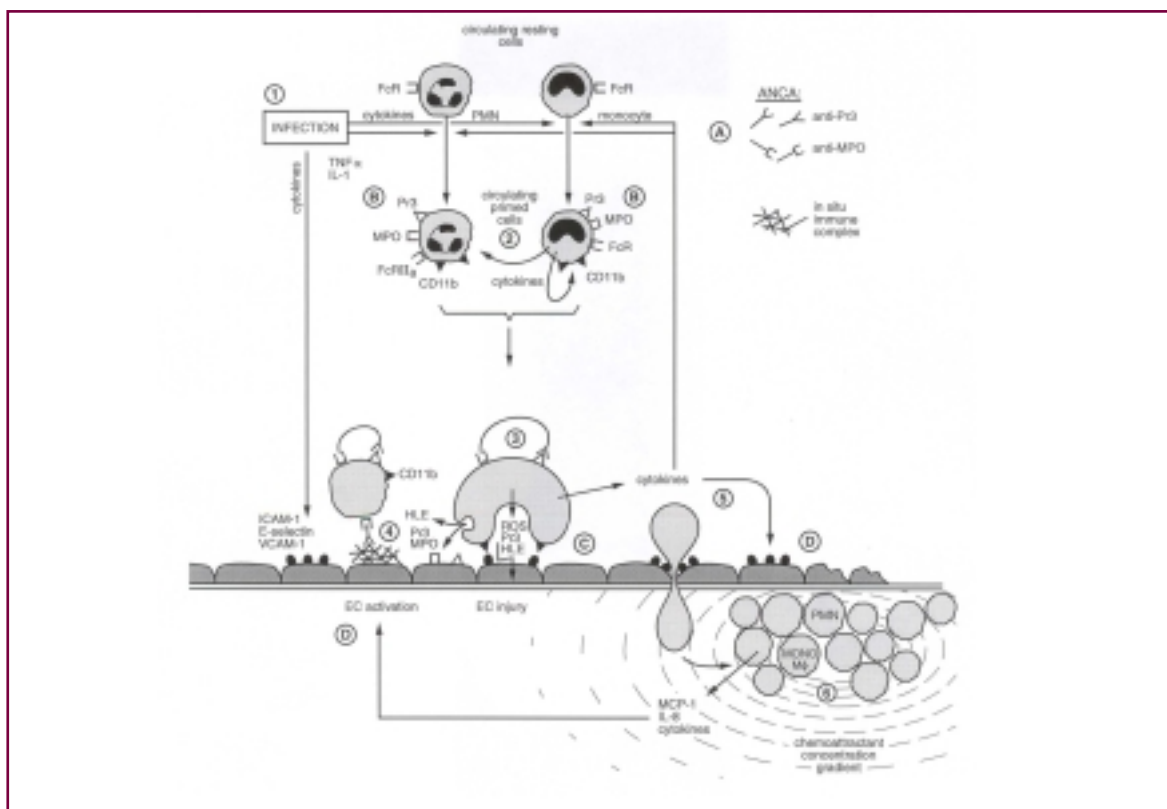 circulating resting
cells
FcR
FcR
1
INFECTION
cytokines
PMN
monocyte
TNFα
IL-1
cytokines
A
ANCA:
anti-Pr3
anti-MPO
in situ
immune
complex
B
Pr3
MPO
CD11b
circulating
primed
cells
2
cytokines
B
Pr3
MPO
FcR
CD11b
3
CD11b
4
ICAM-1
E-selectin
VCAM-1
HLE
Pr3
MPO
ROS
Pr3
HLE
C
cytokines
5
D
EC activation
EC injury
D
PMN
MONO
MΦ
6
MCP-1
IL-8
cytokines
chemoattractant
concentration
gradient